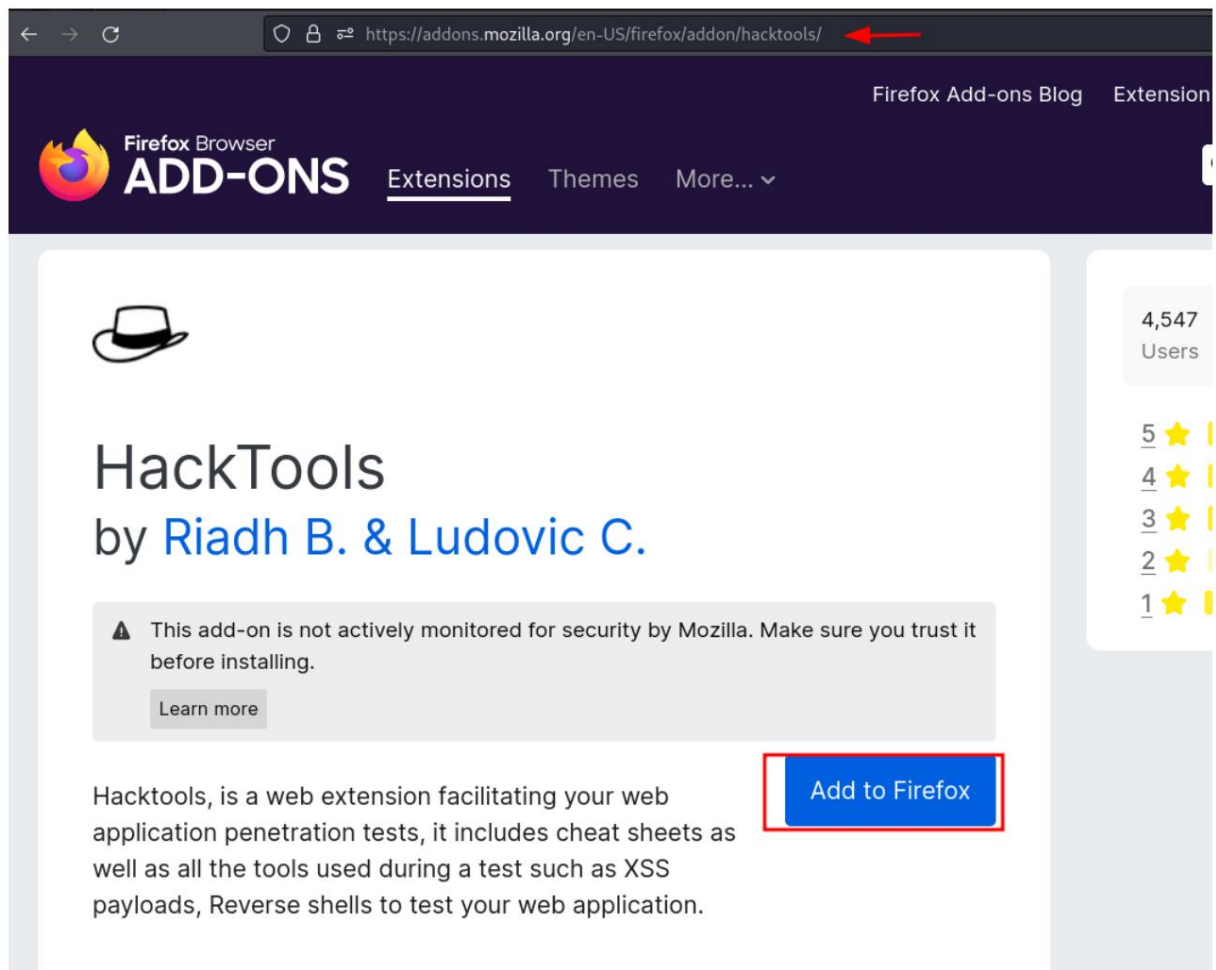 https://addons.mozilla.org/en-US/firefox/addon/hacktools/
Firefox Add-ons Blog Extension
Firefox Browser
ADD-ONS
Extensions Themes More...
HackTools
by Riadh B. & Ludovic C.
This add-on is not actively monitored for security by Mozilla. Make sure you trust it
before installing.
Learn more
Add to Firefox
Hacktools, is a web extension facilitating your web
application penetration tests, it includes cheat sheets as
well as all the tools used during a test such as XSS
payloads, Reverse shells to test your web application.
4,547
Users
5
4
3
2
1